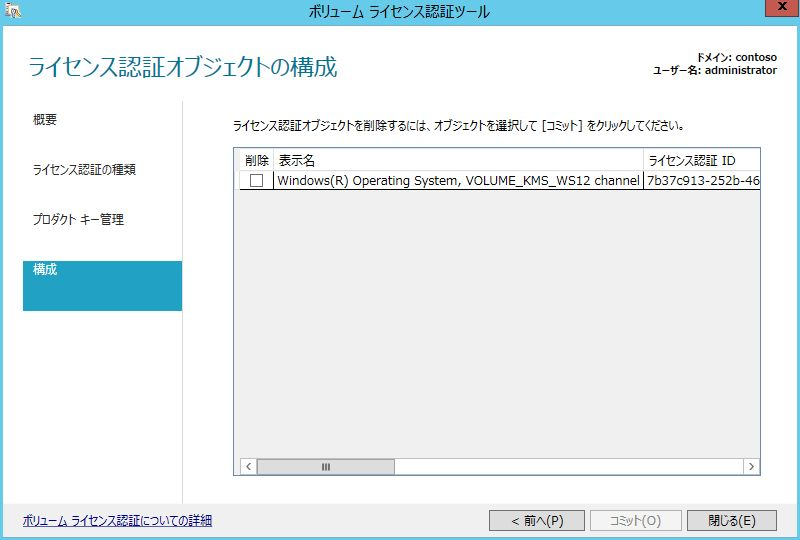 ボリューム ライセンス認証ツール
x
ライセンス認証オブジェクトの構成
ドメイン: contoso
ユーザー名: administrator
概要
ライセンス認証の種類
プロダクト キー管理
構成
ライセンス認証オブジェクトを削除するには、オブジェクトを選択して [コミット] をクリックしてください。
削除 表示名 ライセンス認証 ID
Windows(R) Operating System, VOLUME_KMS_WS12 channel 7b37c913-252b-46
ボリューム ライセンス認証についての詳細
< 前へ(P) コミット(O) 閉じる(E)